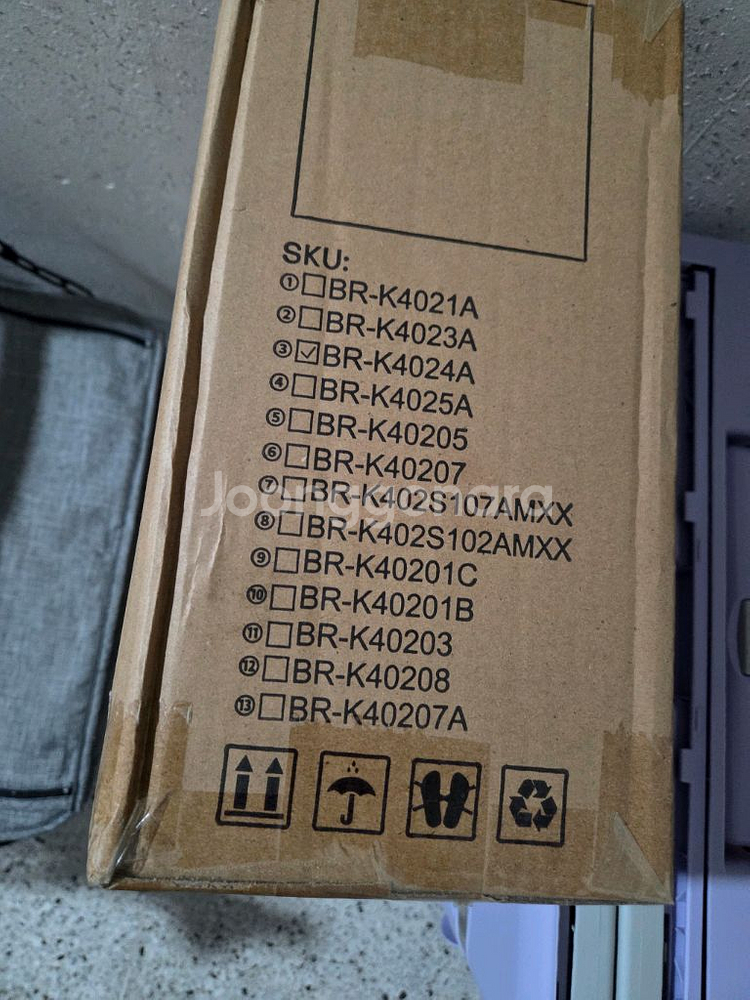 SKU:
①☐BR-K4021A
②☐BR-K4023A
③☑BR-K4024A
④☐BR-K4025A
⑤☐BR-K40205
⑥☐BR-K40207
⑦☐BR-K402S107AMXX
⑧☐BR-K402S102AMXX
⑨☐BR-K40201C
⑩☐BR-K40201B
⑪☐BR-K40203
⑫☐BR-K40208
⑬☐BR-K40207A
Joonggonara